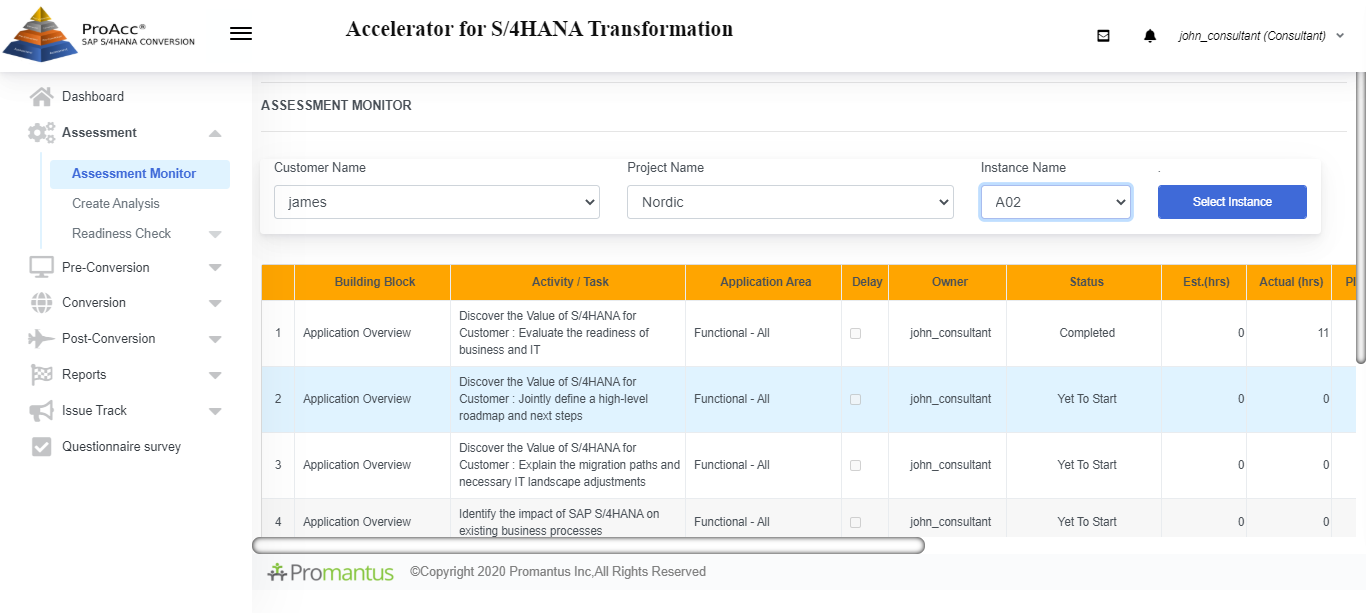 ProAcc®
SAP S/4HANA CONVERSION
Accelerator for S/4HANA Transformation
john_consultant (Consultant)
Dashboard
Assessment
Assessment Monitor
Create Analysis
Readiness Check
Pre-Conversion
Conversion
Post-Conversion
Reports
Issue Track
Questionnaire survey
ASSESSMENT MONITOR
Customer Name Project Name Instance Name .
james Nordic A02 Select Instance
Building Block Activity / Task Application Area Delay Owner Status Est.(hrs) Actual (hrs) Pl
1 Application Overview Discover the Value of S/4HANA for
Customer : Evaluate the readiness of
business and IT Functional - All john_consultant Completed 0 11
2 Application Overview Discover the Value of S/4HANA for
Customer : Jointly define a high-level
roadmap and next steps Functional - All john_consultant Yet To Start 0 0
3 Application Overview Discover the Value of S/4HANA for
Customer : Explain the migration paths and
necessary IT landscape adjustments Functional - All john_consultant Yet To Start 0 0
4 Application Overview Identify the impact of SAP S/4HANA on
existing business processes Functional - All john_consultant Yet To Start 0 0
Promantus ©Copyright 2020 Promantus Inc,All Rights Reserved